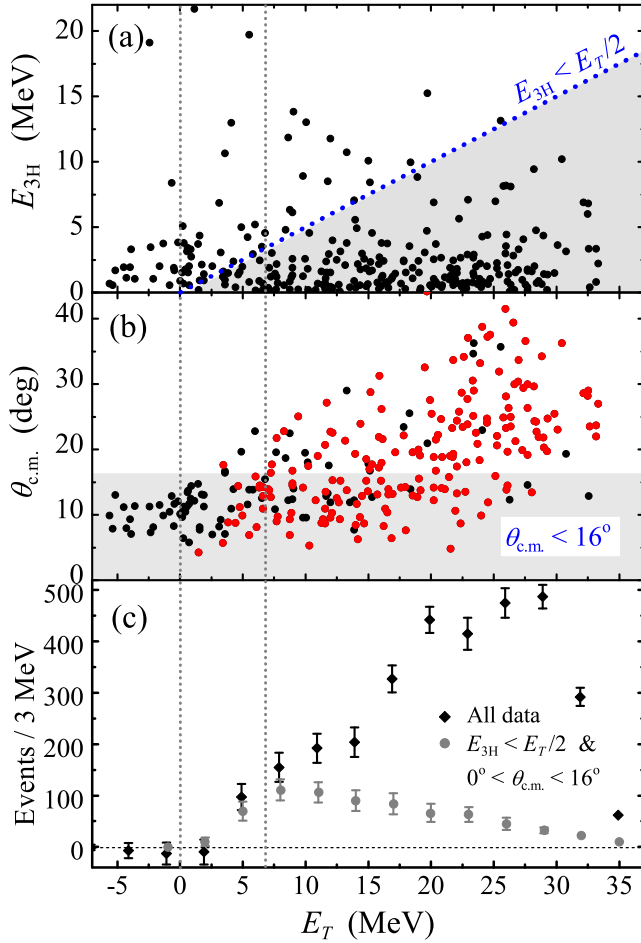 (a)
E3H < ET/2
20
15
10
5
0
E3H (MeV)
(b)
40
30
20
10
0
θc.m. (deg)
θc.m. < 16°
(c)
500
400
300
200
100
0
Events / 3 MeV
All data
E3H < ET/2 &
0° < θc.m. < 16°
-5 0 5 10 15 20 25 30 35
ET (MeV)